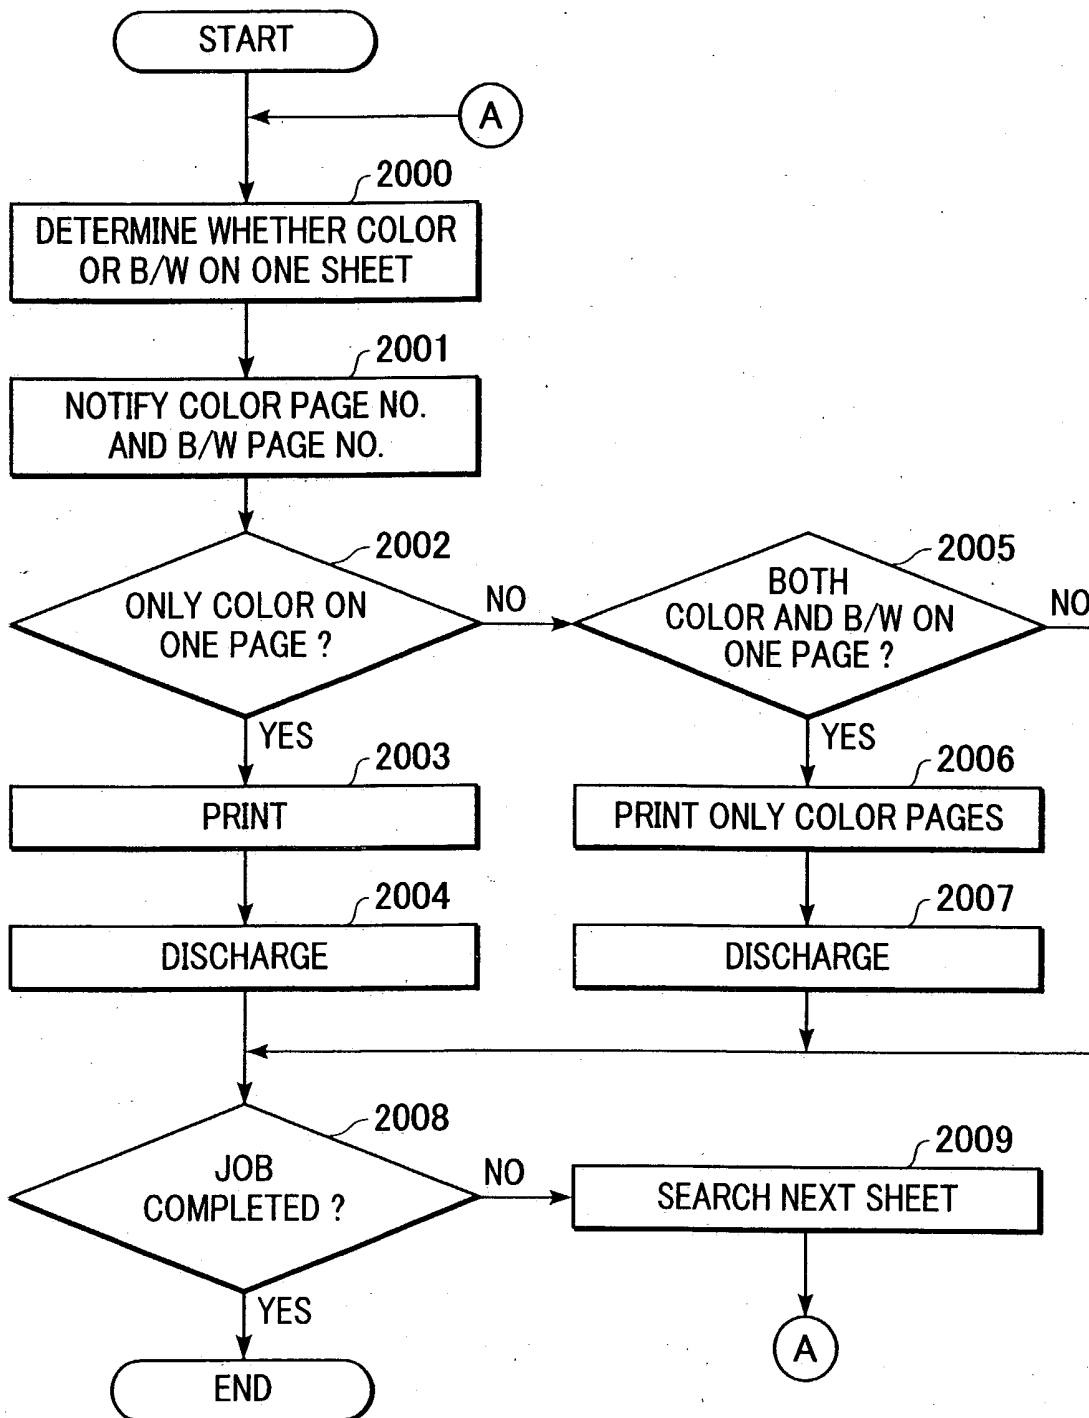 START
A
2000
DETERMINE WHETHER COLOR
OR B/W ON ONE SHEET
2001
NOTIFY COLOR PAGE NO.
AND B/W PAGE NO.
2002
ONLY COLOR ON
ONE PAGE ?
NO
2005
BOTH
COLOR AND B/W ON
ONE PAGE ?
NO
YES
2003
PRINT
YES
2006
PRINT ONLY COLOR PAGES
2004
DISCHARGE
2007
DISCHARGE
2008
JOB
COMPLETED ?
NO
2009
SEARCH NEXT SHEET
YES
A
END